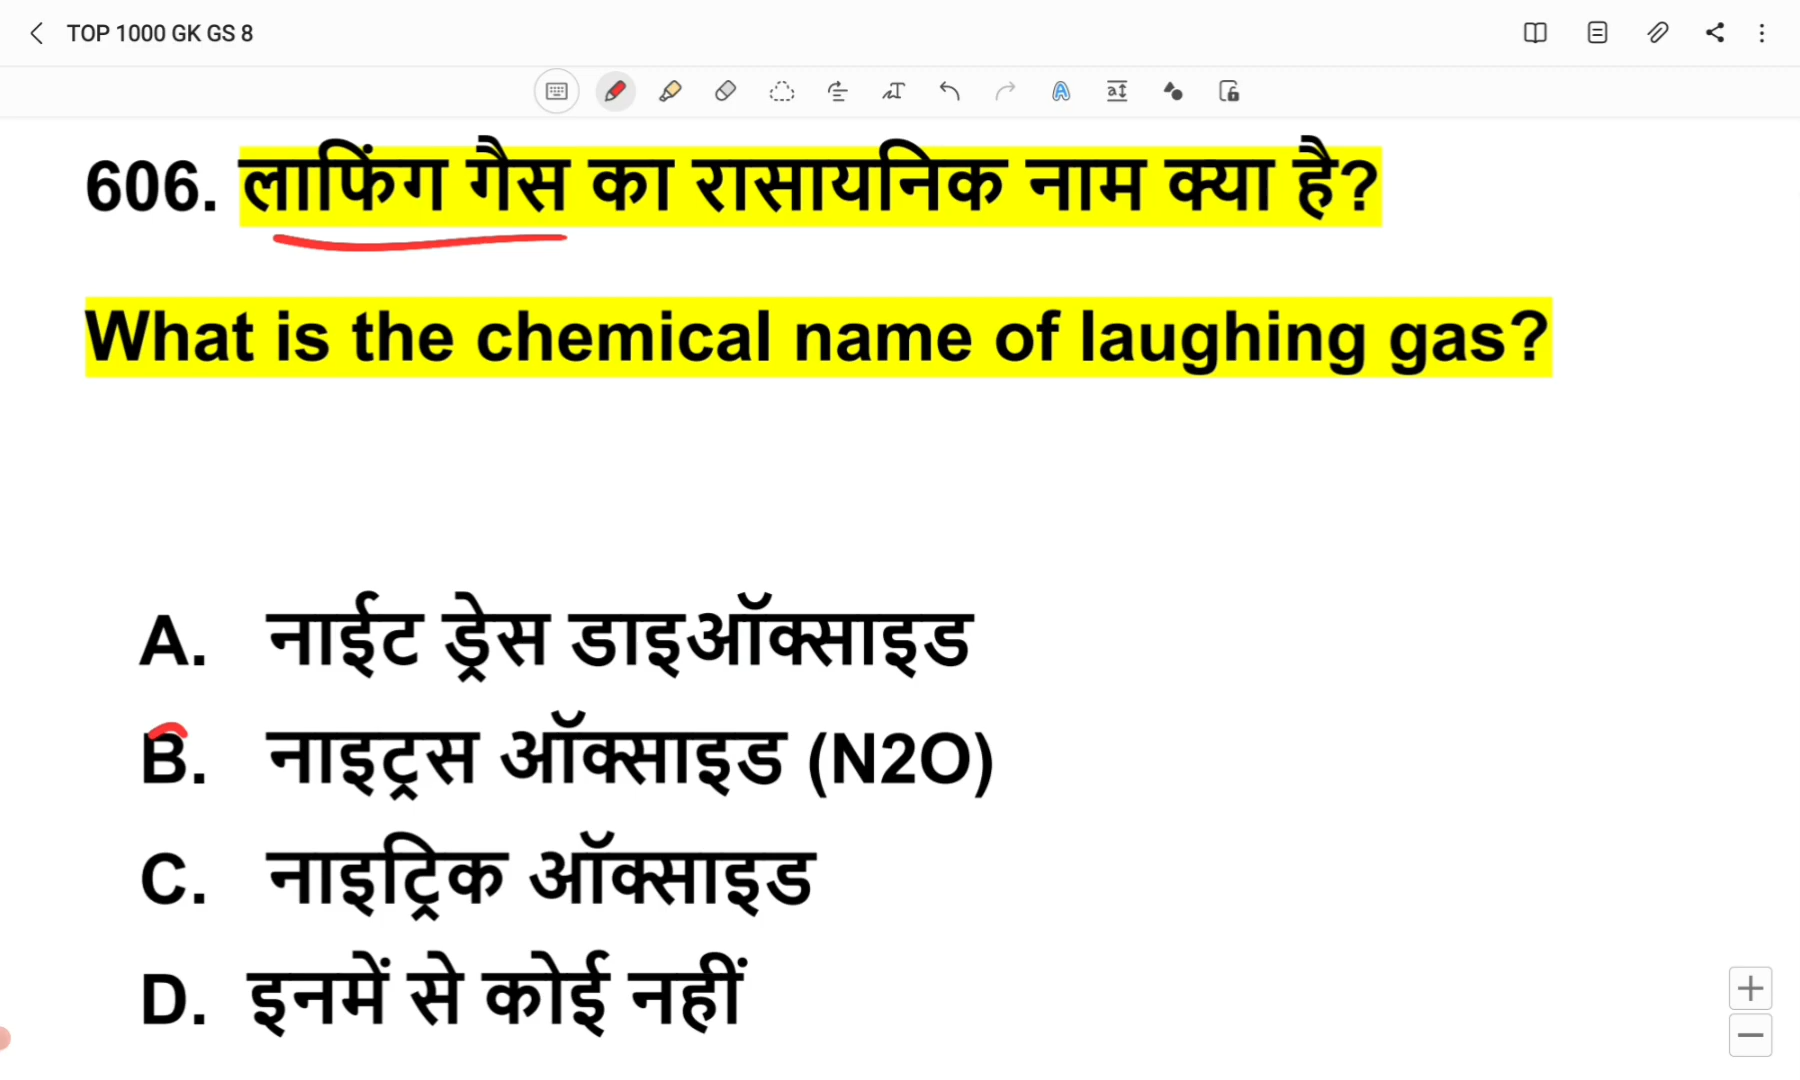 TOP 1000 GK GS 8
606. लाफिंग गैस का रासायनिक नाम क्या है?
What is the chemical name of laughing gas?
A. नाईट ड्रेस डाइऑक्साइड
B. नाइट्रस ऑक्साइड (N2O)
C. नाइट्रिक ऑक्साइड
D. इनमें से कोई नहीं